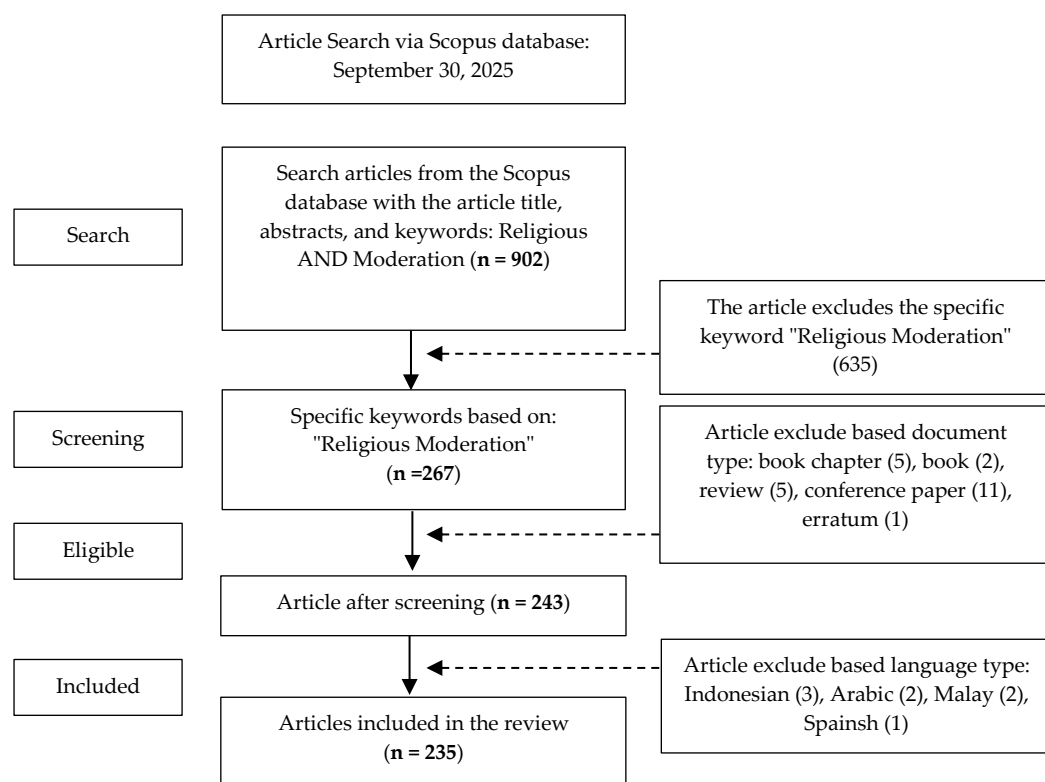 Article Search via Scopus database:
September 30, 2025
Search
Search articles from the Scopus
database with the article title,
abstracts, and keywords: Religious
AND Moderation (n = 902)
The article excludes the specific
keyword "Religious Moderation"
(635)
Screening
Specific keywords based on:
"Religious Moderation"
(n =267)
Article exclude based document
type: book chapter (5), book (2),
review (5), conference paper (11),
erratum (1)
Eligible
Article after screening (n = 243)
Included
Article exclude based language type:
Indonesian (3), Arabic (2), Malay (2),
Spainsh (1)
Articles included in the review
(n = 235)